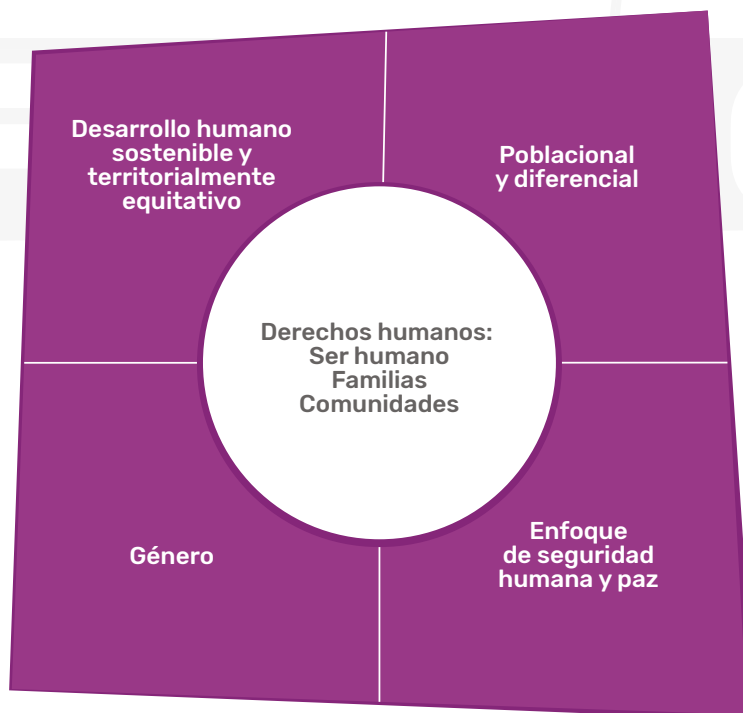 Desarrollo humano
sostenible y
territorialmente
equitativo
Poblacional
y diferencial
Derechos humanos:
Ser humano
Familias
Comunidades
Género
Enfoque
de seguridad
humana y paz